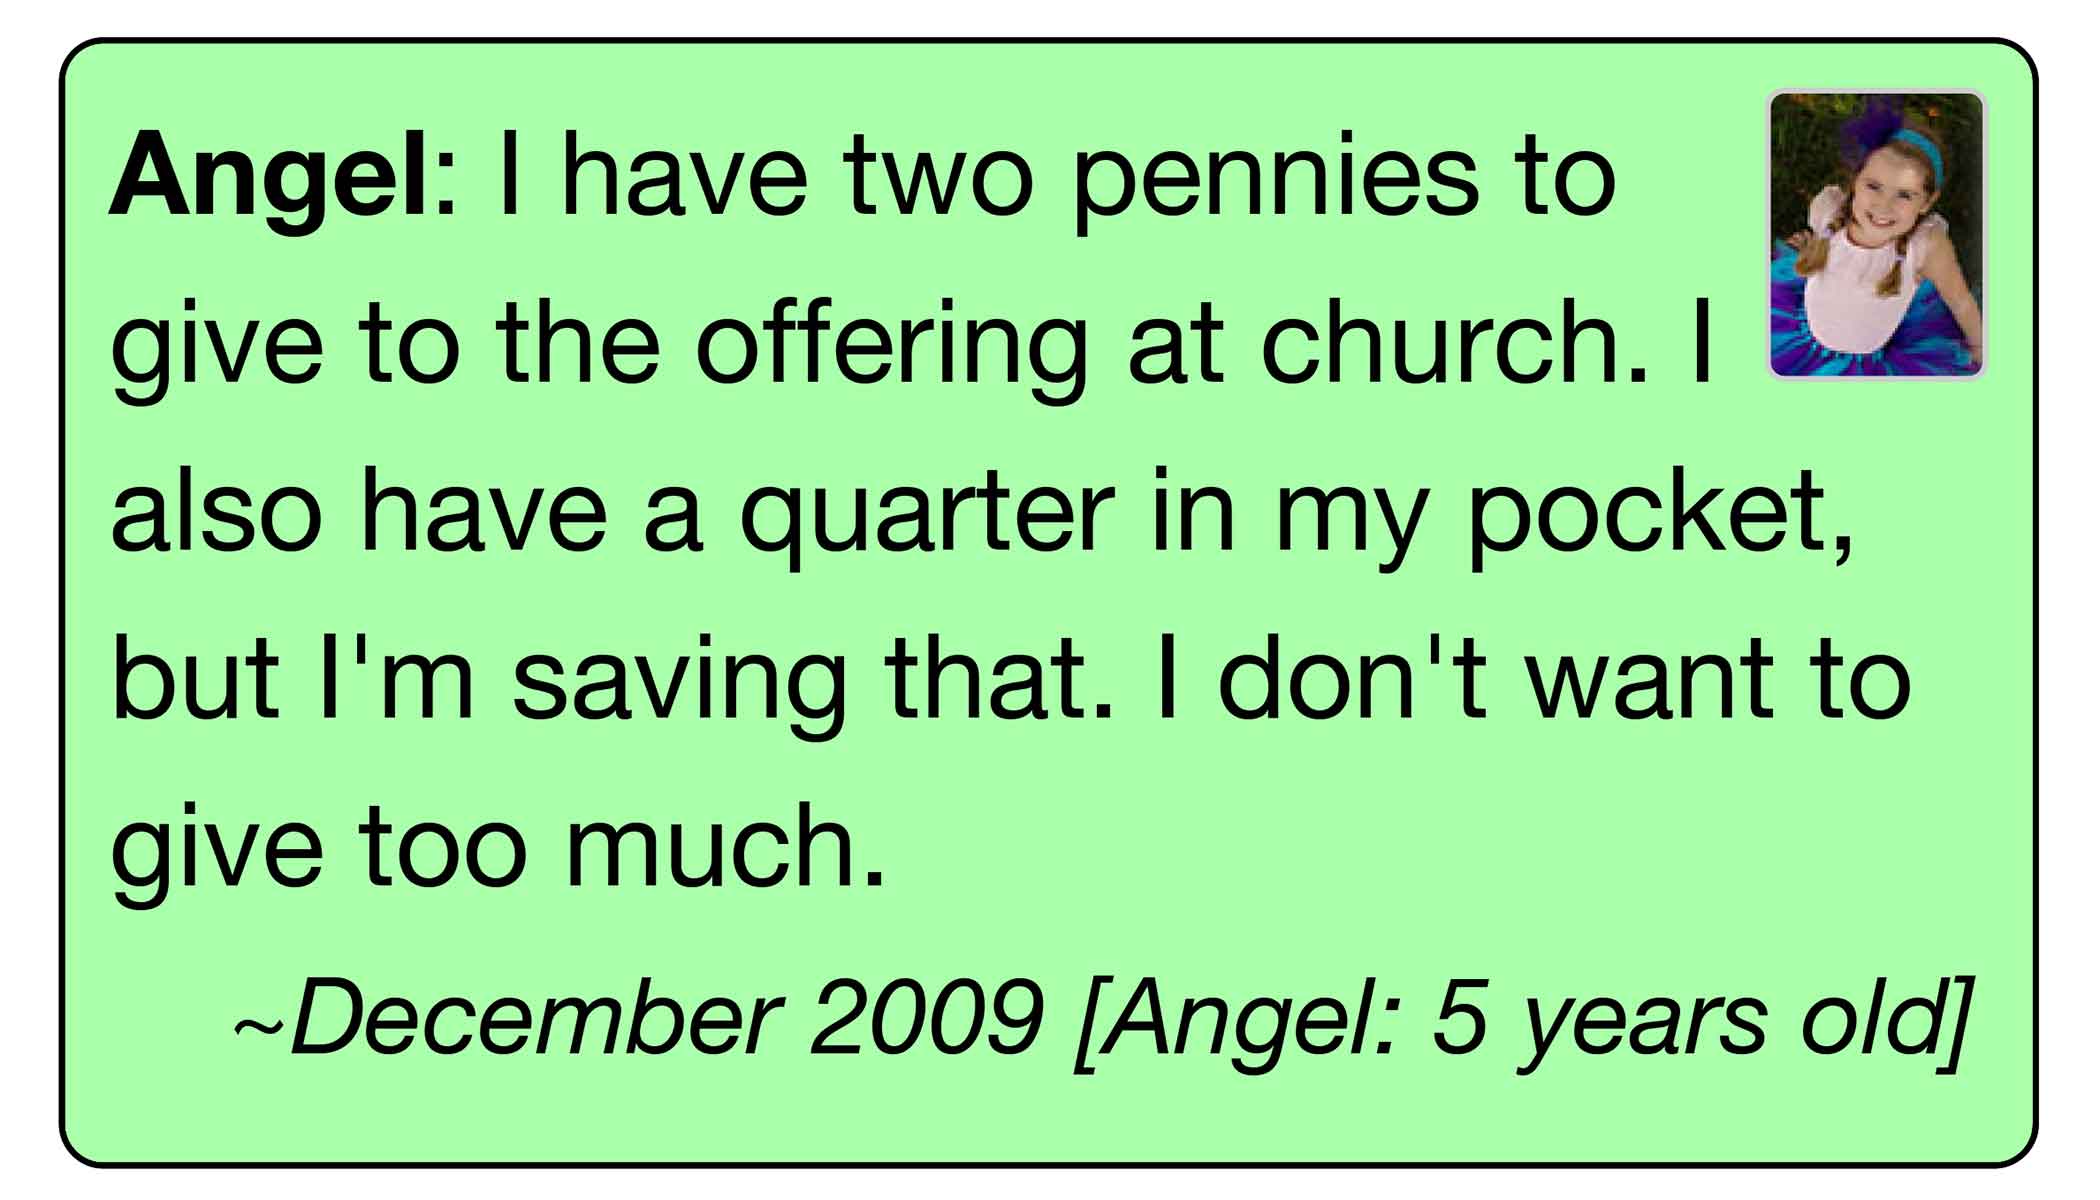 Angel: I have two pennies to
give to the offering at church. I
also have a quarter in my pocket,
but I'm saving that. I don't want to
give too much.
~December 2009 [Angel: 5 years old]